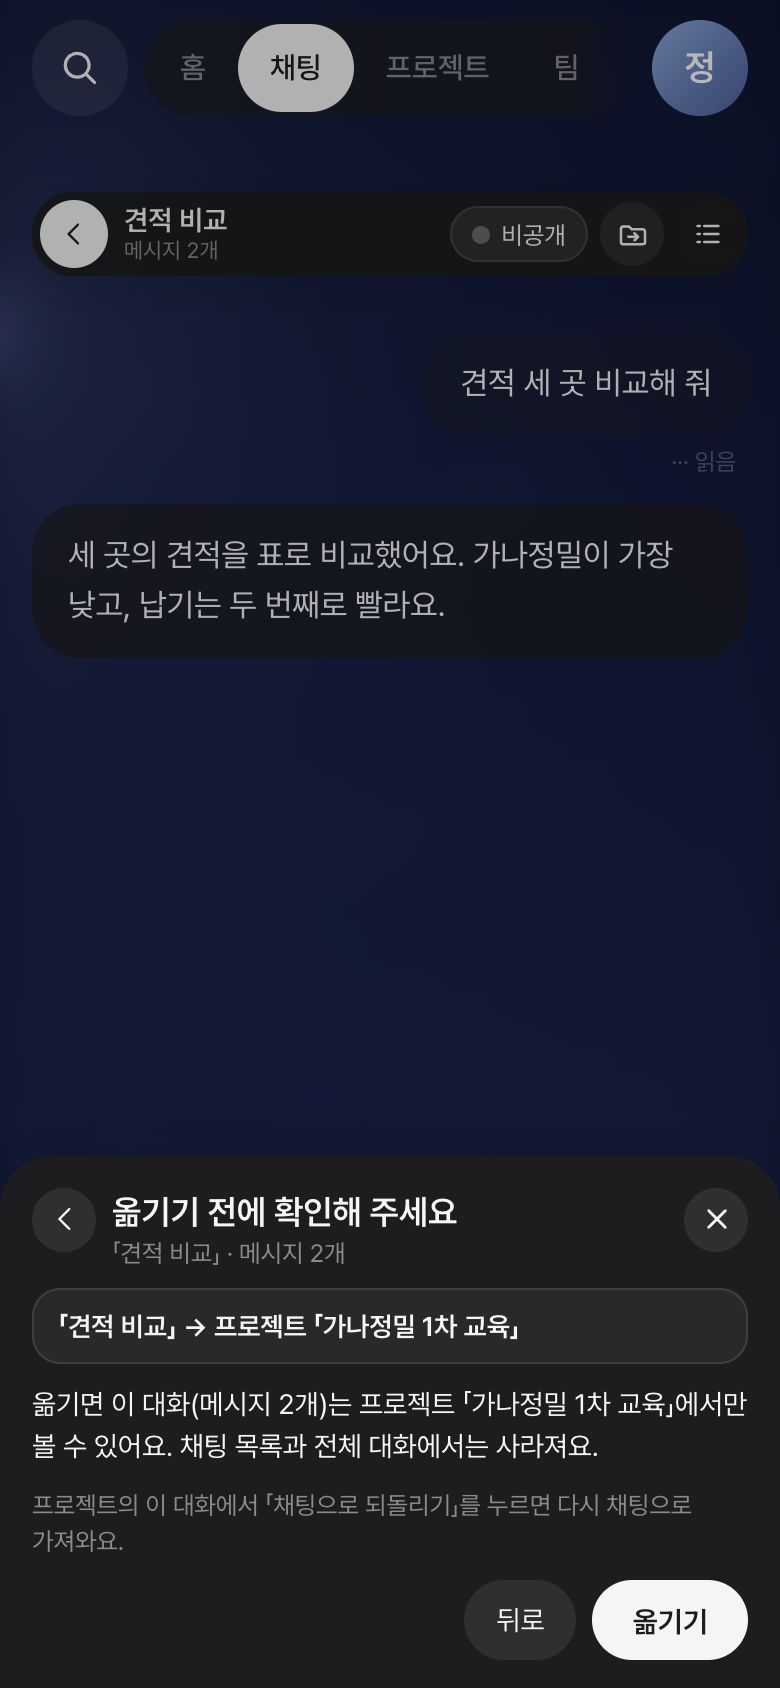 홈 채팅 프로젝트 팀 정
견적 비교
메시지 2개
비공개
견적 세 곳 비교해 줘
··· 읽음
세 곳의 견적을 표로 비교했어요. 가나정밀이 가장
낮고, 납기는 두 번째로 빨라요.
옮기기 전에 확인해 주세요
「견적 비교」 · 메시지 2개
「견적 비교」 → 프로젝트 「가나정밀 1차 교육」
옮기면 이 대화(메시지 2개)는 프로젝트 「가나정밀 1차 교육」에서만
볼 수 있어요. 채팅 목록과 전체 대화에서는 사라져요.
프로젝트의 이 대화에서 「채팅으로 되돌리기」를 누르면 다시 채팅으로
가져와요.
뒤로 옮기기